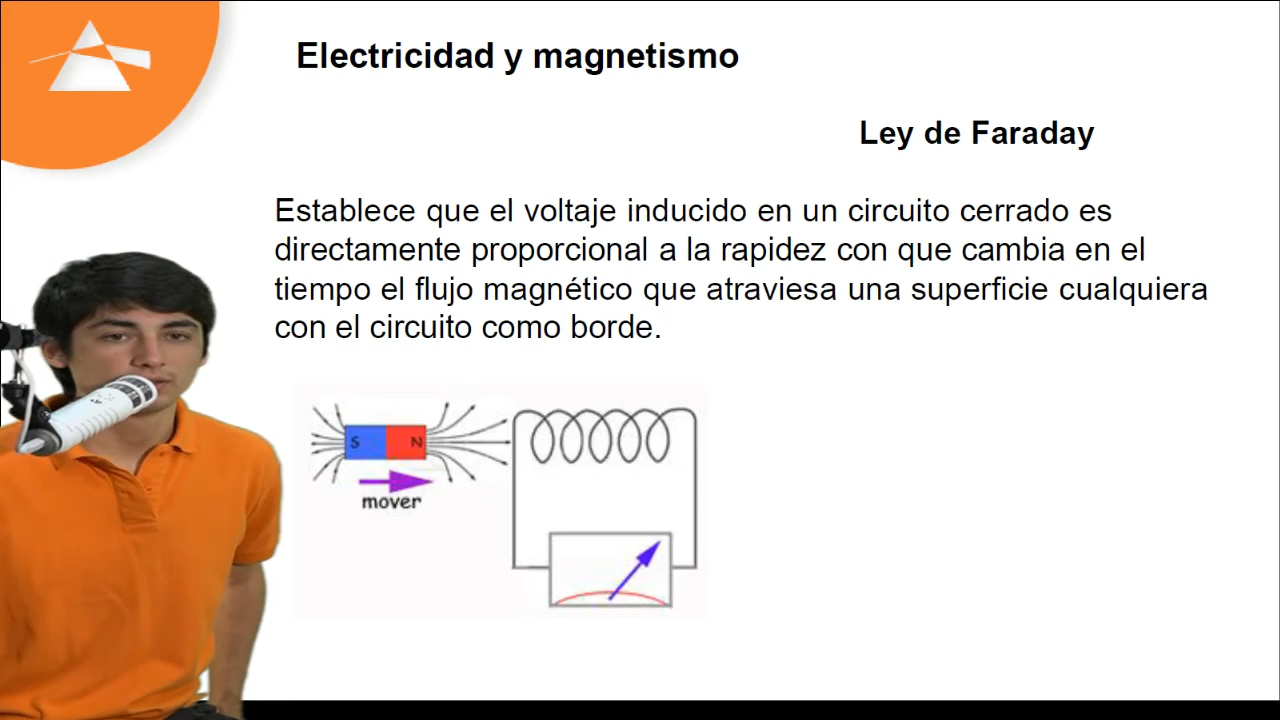 Electricidad y magnetismo
Ley de Faraday
Establece que el voltaje inducido en un circuito cerrado es
directamente proporcional a la rapidez con que cambia en el
tiempo el flujo magnético que atraviesa una superficie cualquiera
con el circuito como borde.
S N
mover